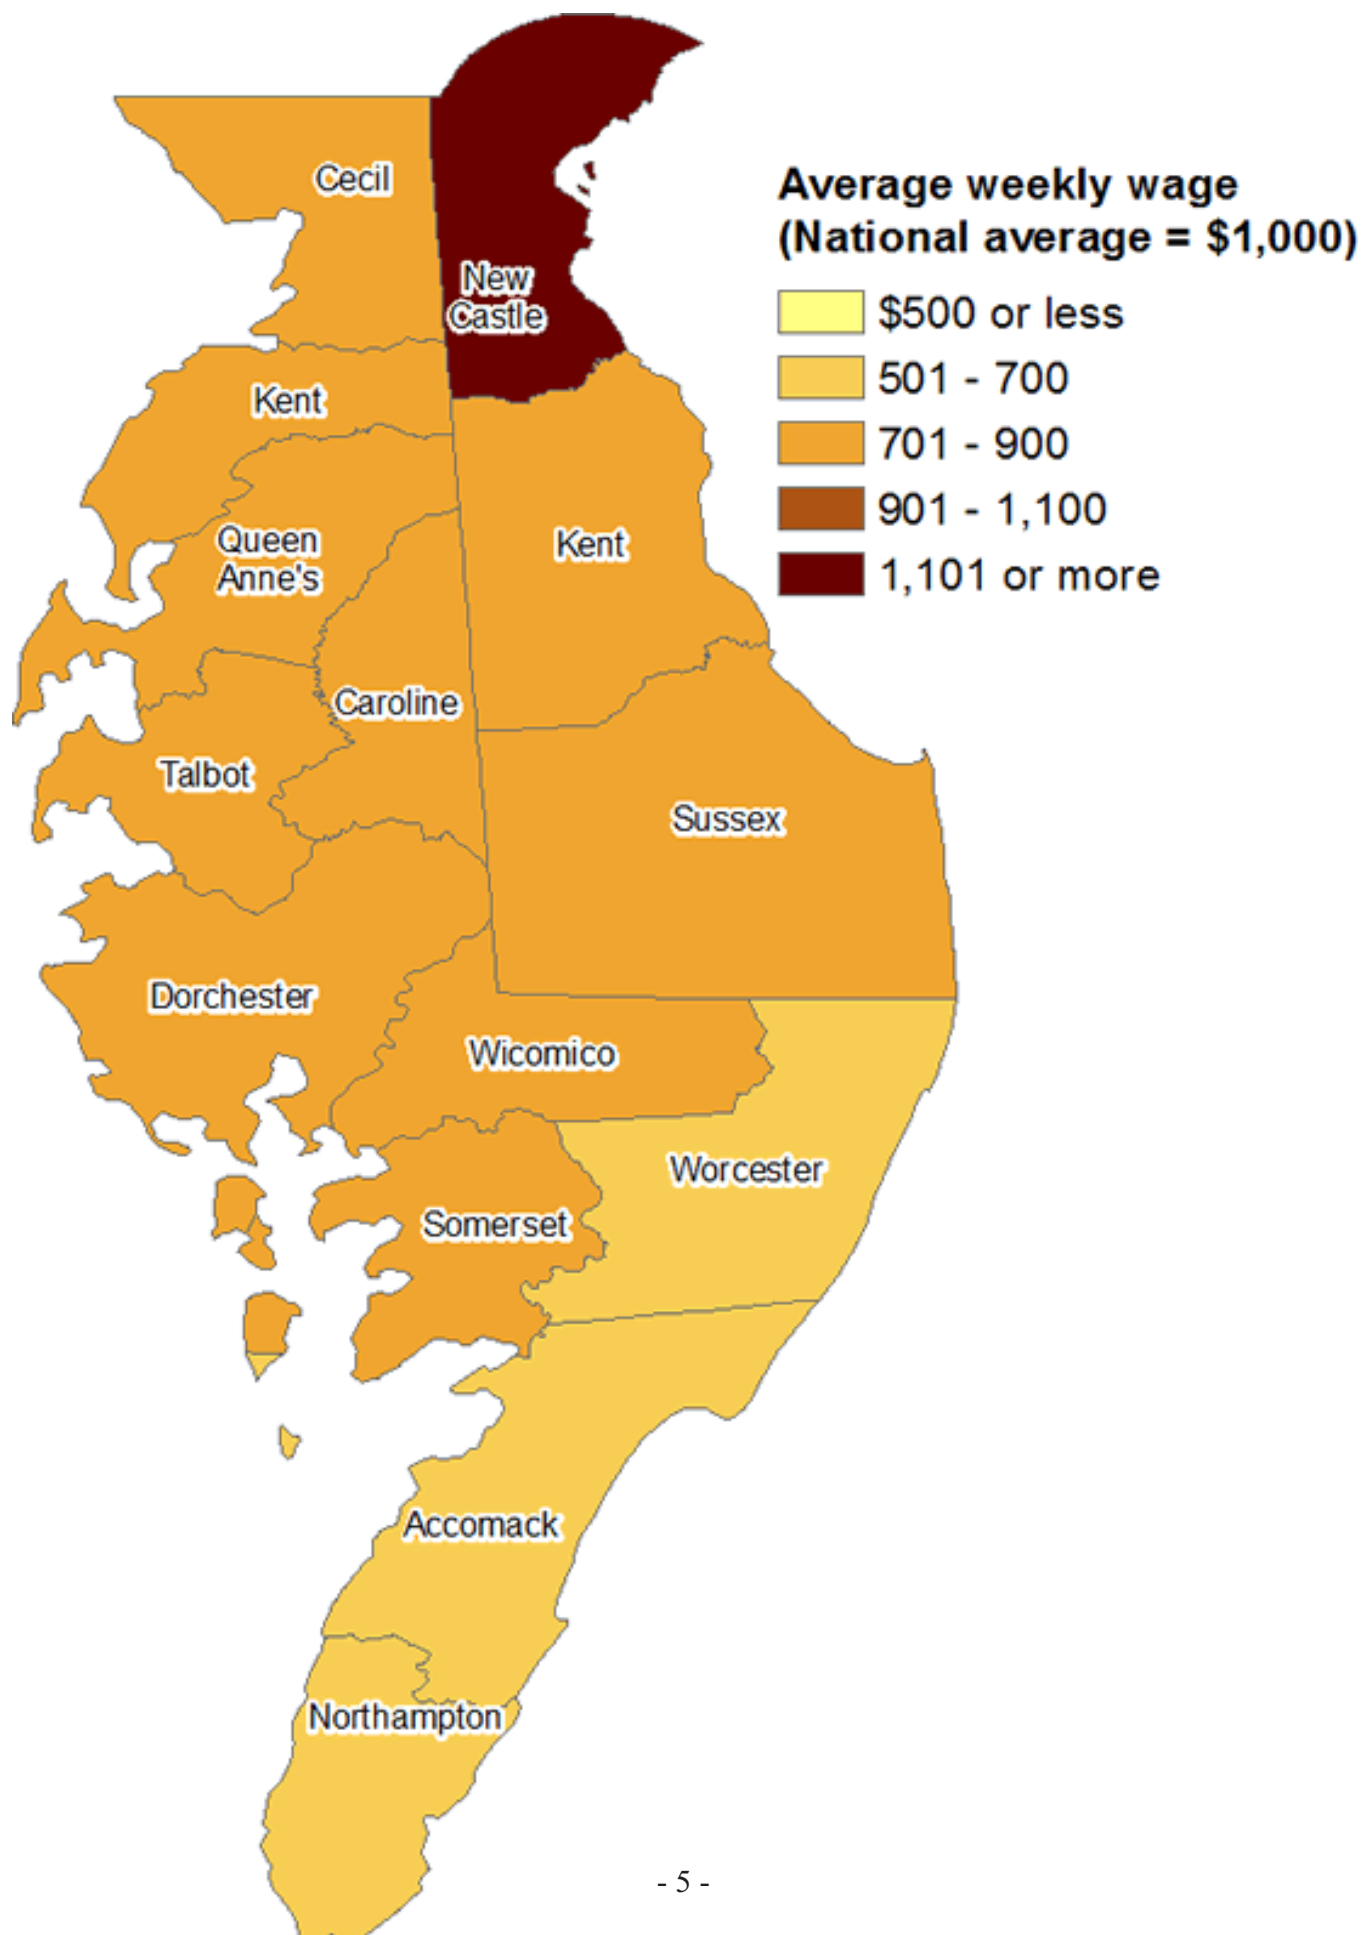 Average weekly wage
(National average = $1,000)
$500 or less
501 - 700
701 - 900
901 - 1,100
1,101 or more
Cecil
New
Castle
Kent
Queen
Anne's
Kent
Caroline
Talbot
Sussex
Dorchester
Wicomico
Worcester
Somerset
Accomack
Northampton
- 5 -